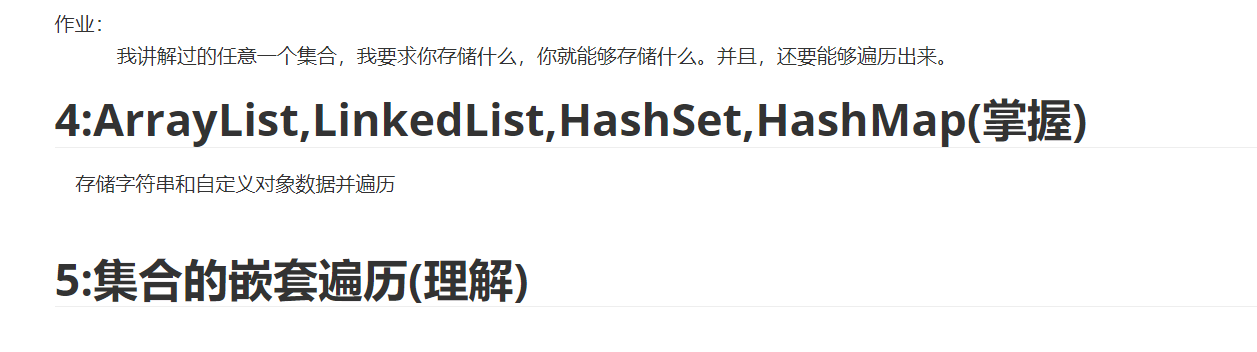 作业：
我讲解过的任意一个集合，我要求你存储什么，你就能够存储什么。并且，还要能够遍历出来。
4:ArrayList,LinkedList,HashSet,HashMap(掌握)
存储字符串和自定义对象数据并遍历
5:集合的嵌套遍历(理解)